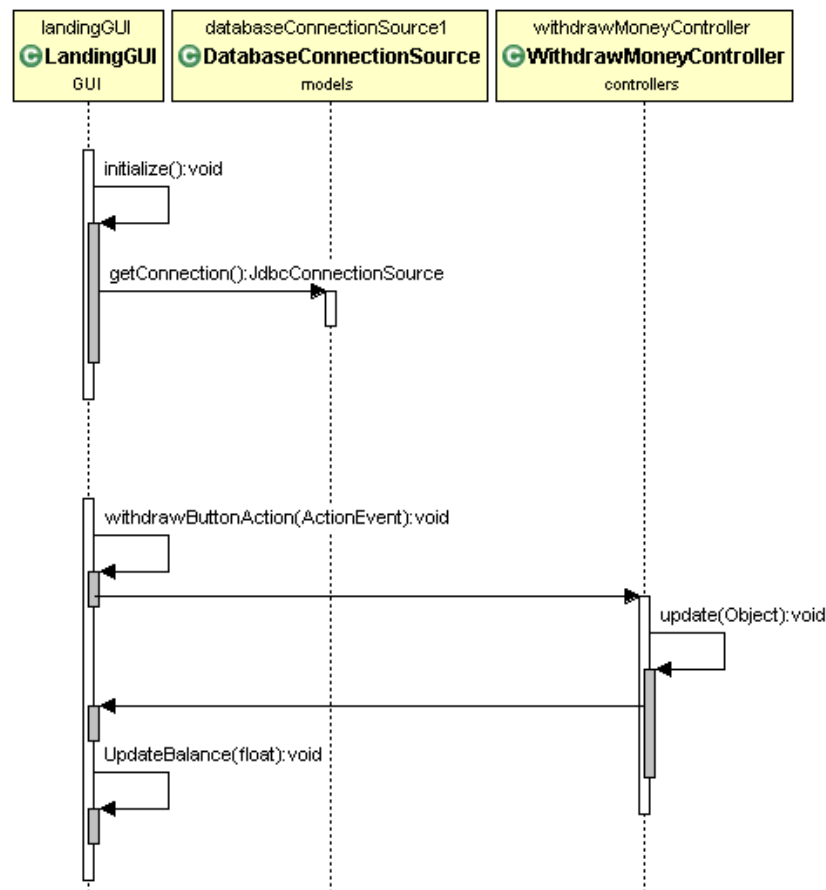 landingGUI
LandingGUI
GUI
databaseConnectionSource1
DatabaseConnectionSource
models
withdrawMoneyController
WithdrawMoneyController
controllers
initialize():void
getConnection():JdbcConnectionSource
withdrawButtonAction(ActionEvent):void
update(Object):void
UpdateBalance(float):void